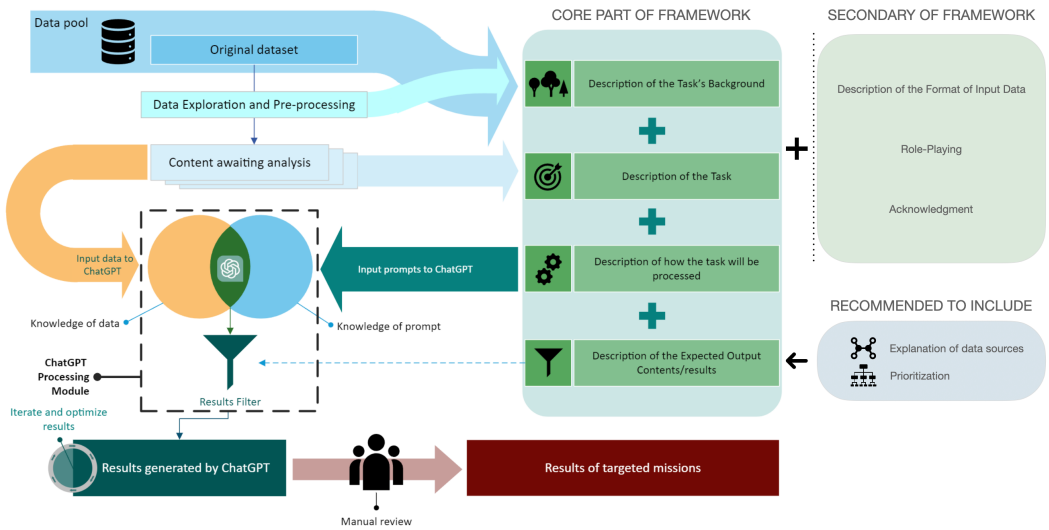 CORE PART OF FRAMEWORK
SECONDARY OF FRAMEWORK
Data pool
Original dataset
Data Exploration and Pre-processing
Content awaiting analysis
Input data to
ChatGPT
Input prompts to ChatGPT
Knowledge of data
Knowledge of prompt
ChatGPT
Processing
Module
Results Filter
Iterate and optimize
results
Results generated by ChatGPT
Manual review
Results of targeted missions
Description of the Task's Background
Description of the Task
Description of how the task will be
processed
Description of the Expected Output
Contents/results
Description of the Format of Input Data
Role-Playing
Acknowledgment
RECOMMENDED TO INCLUDE
Explanation of data sources
Prioritization